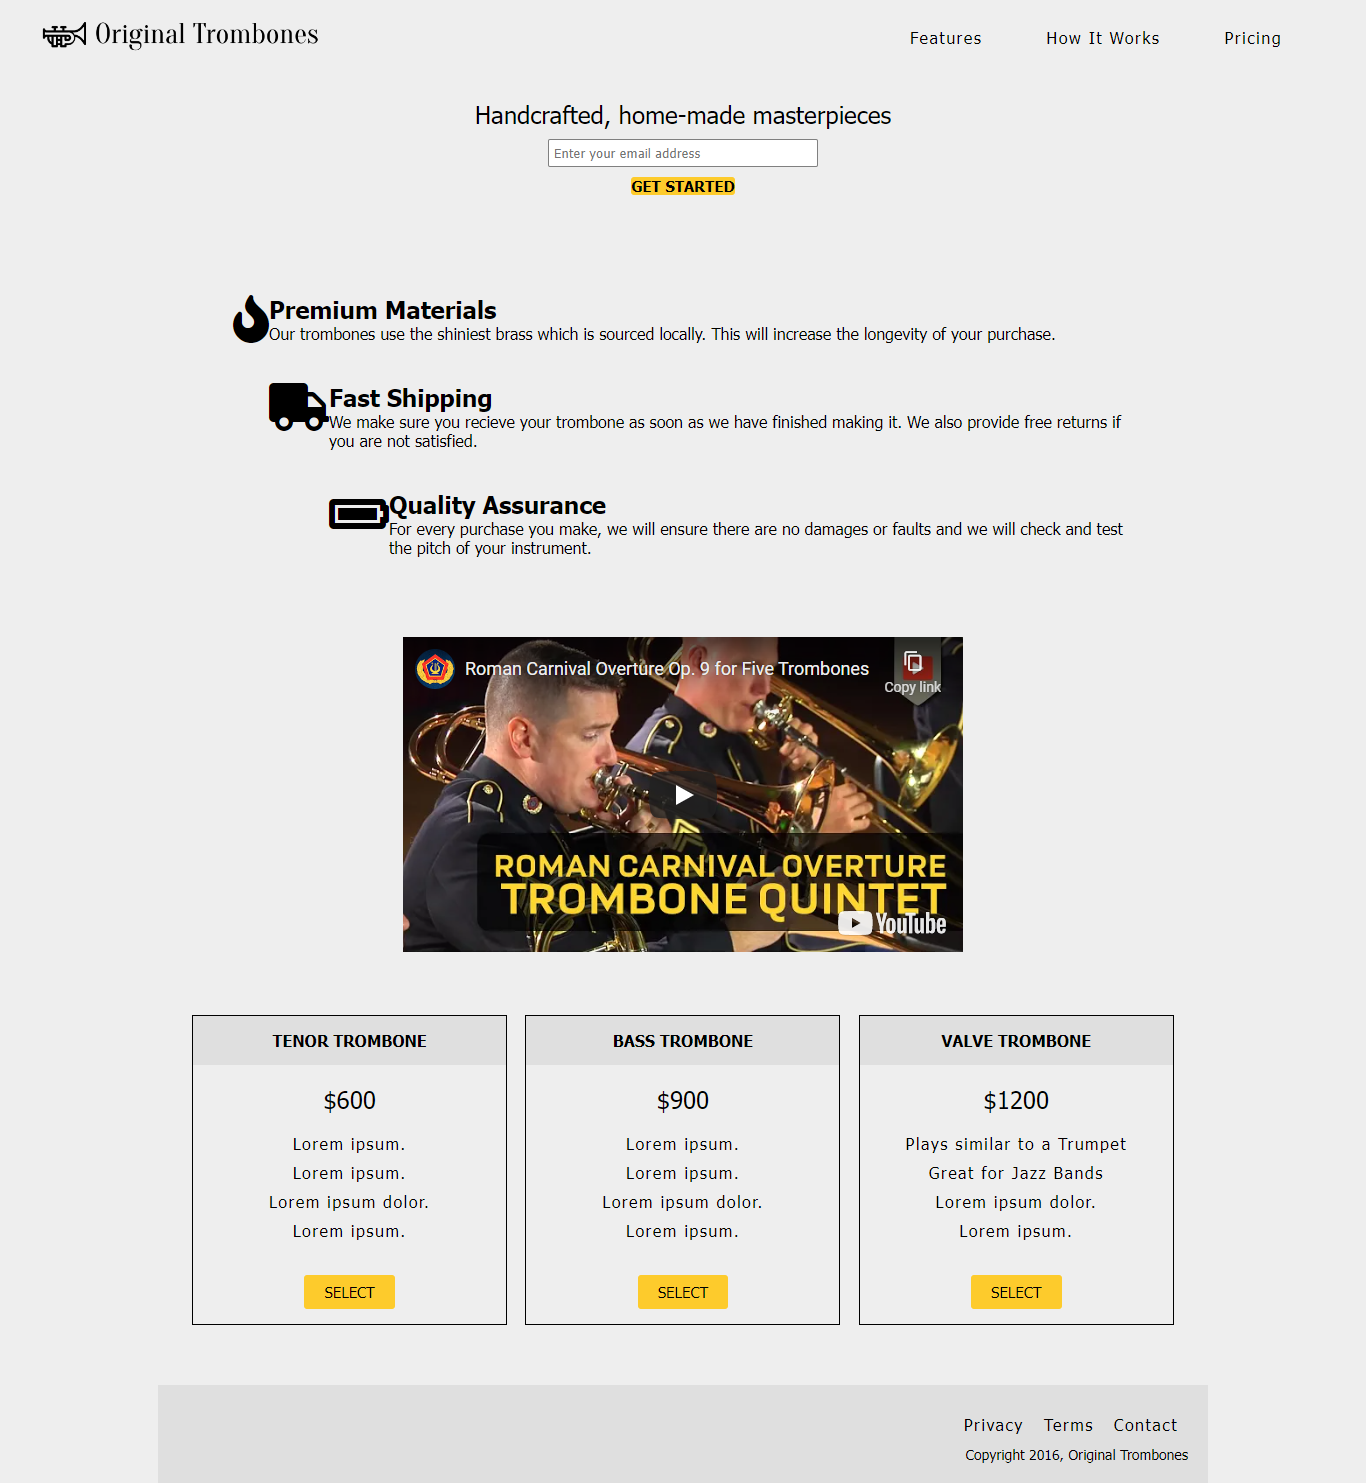 Original Trombones
Features
How It Works
Pricing
Handcrafted, home-made masterpieces
Enter your email address
GET STARTED
Premium Materials
Our trombones use the shiniest brass which is sourced locally. This will increase the longevity of your purchase.
Fast Shipping
We make sure you recieve your trombone as soon as we have finished making it. We also provide free returns if
you are not satisfied.
Quality Assurance
For every purchase you make, we will ensure there are no damages or faults and we will check and test
the pitch of your instrument.
Roman Carnival Overture Op. 9 for Five Trombones
Copy link
ROMAN CARNIVAL OVERTURE
TROMBONE QUINTET
YouTube
TENOR TROMBONE
$600
Lorem ipsum.
Lorem ipsum.
Lorem ipsum dolor.
Lorem ipsum.
SELECT
BASS TROMBONE
$900
Lorem ipsum.
Lorem ipsum.
Lorem ipsum dolor.
Lorem ipsum.
SELECT
VALVE TROMBONE
$1200
Plays similar to a Trumpet
Great for Jazz Bands
Lorem ipsum dolor.
Lorem ipsum.
SELECT
Privacy
Terms
Contact
Copyright 2016, Original Trombones